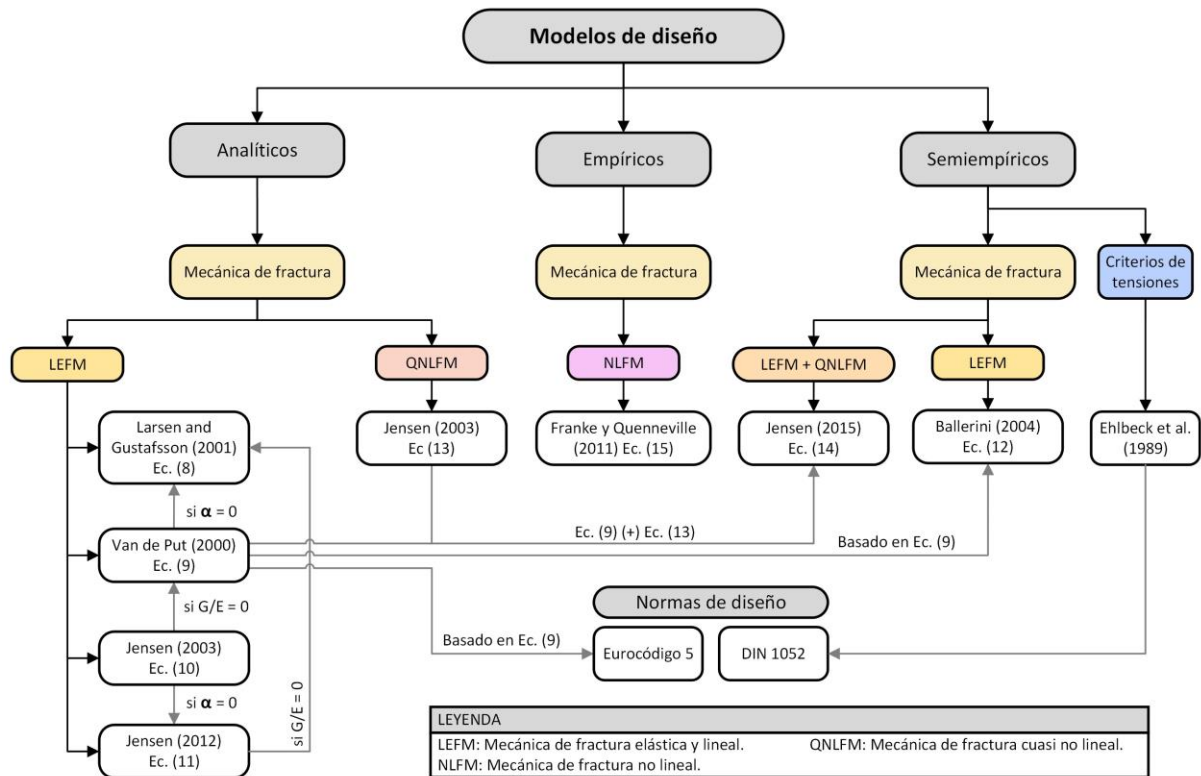 Modelos de diseño
Analíticos
Empíricos
Semiempíricos
Mecánica de fractura
Mecánica de fractura
Mecánica de fractura
Criterios de
tensiones
LEFM
QNLFM
NLFM
LEFM + QNLFM
LEFM
Larsen and
Gustafsson (2001)
Ec. (8)
Jensen (2003)
Ec (13)
Franke y Quenneville
(2011) Ec. (15)
Jensen (2015)
Ec. (14)
Ballerini (2004)
Ec. (12)
Ehlbeck et al.
(1989)
si α = 0
Van de Put (2000)
Ec. (9)
Ec. (9) (+) Ec. (13)
Basado en Ec. (9)
si G/E = 0
Normas de diseño
Jensen (2003)
Ec. (10)
Basado en Ec. (9)
Eurocódigo 5
DIN 1052
si α = 0
si G/E = 0
Jensen (2012)
Ec. (11)
LEYENDA
LEFM: Mecánica de fractura elástica y lineal.
QNLFM: Mecánica de fractura cuasi no lineal.
NLFM: Mecánica de fractura no lineal.